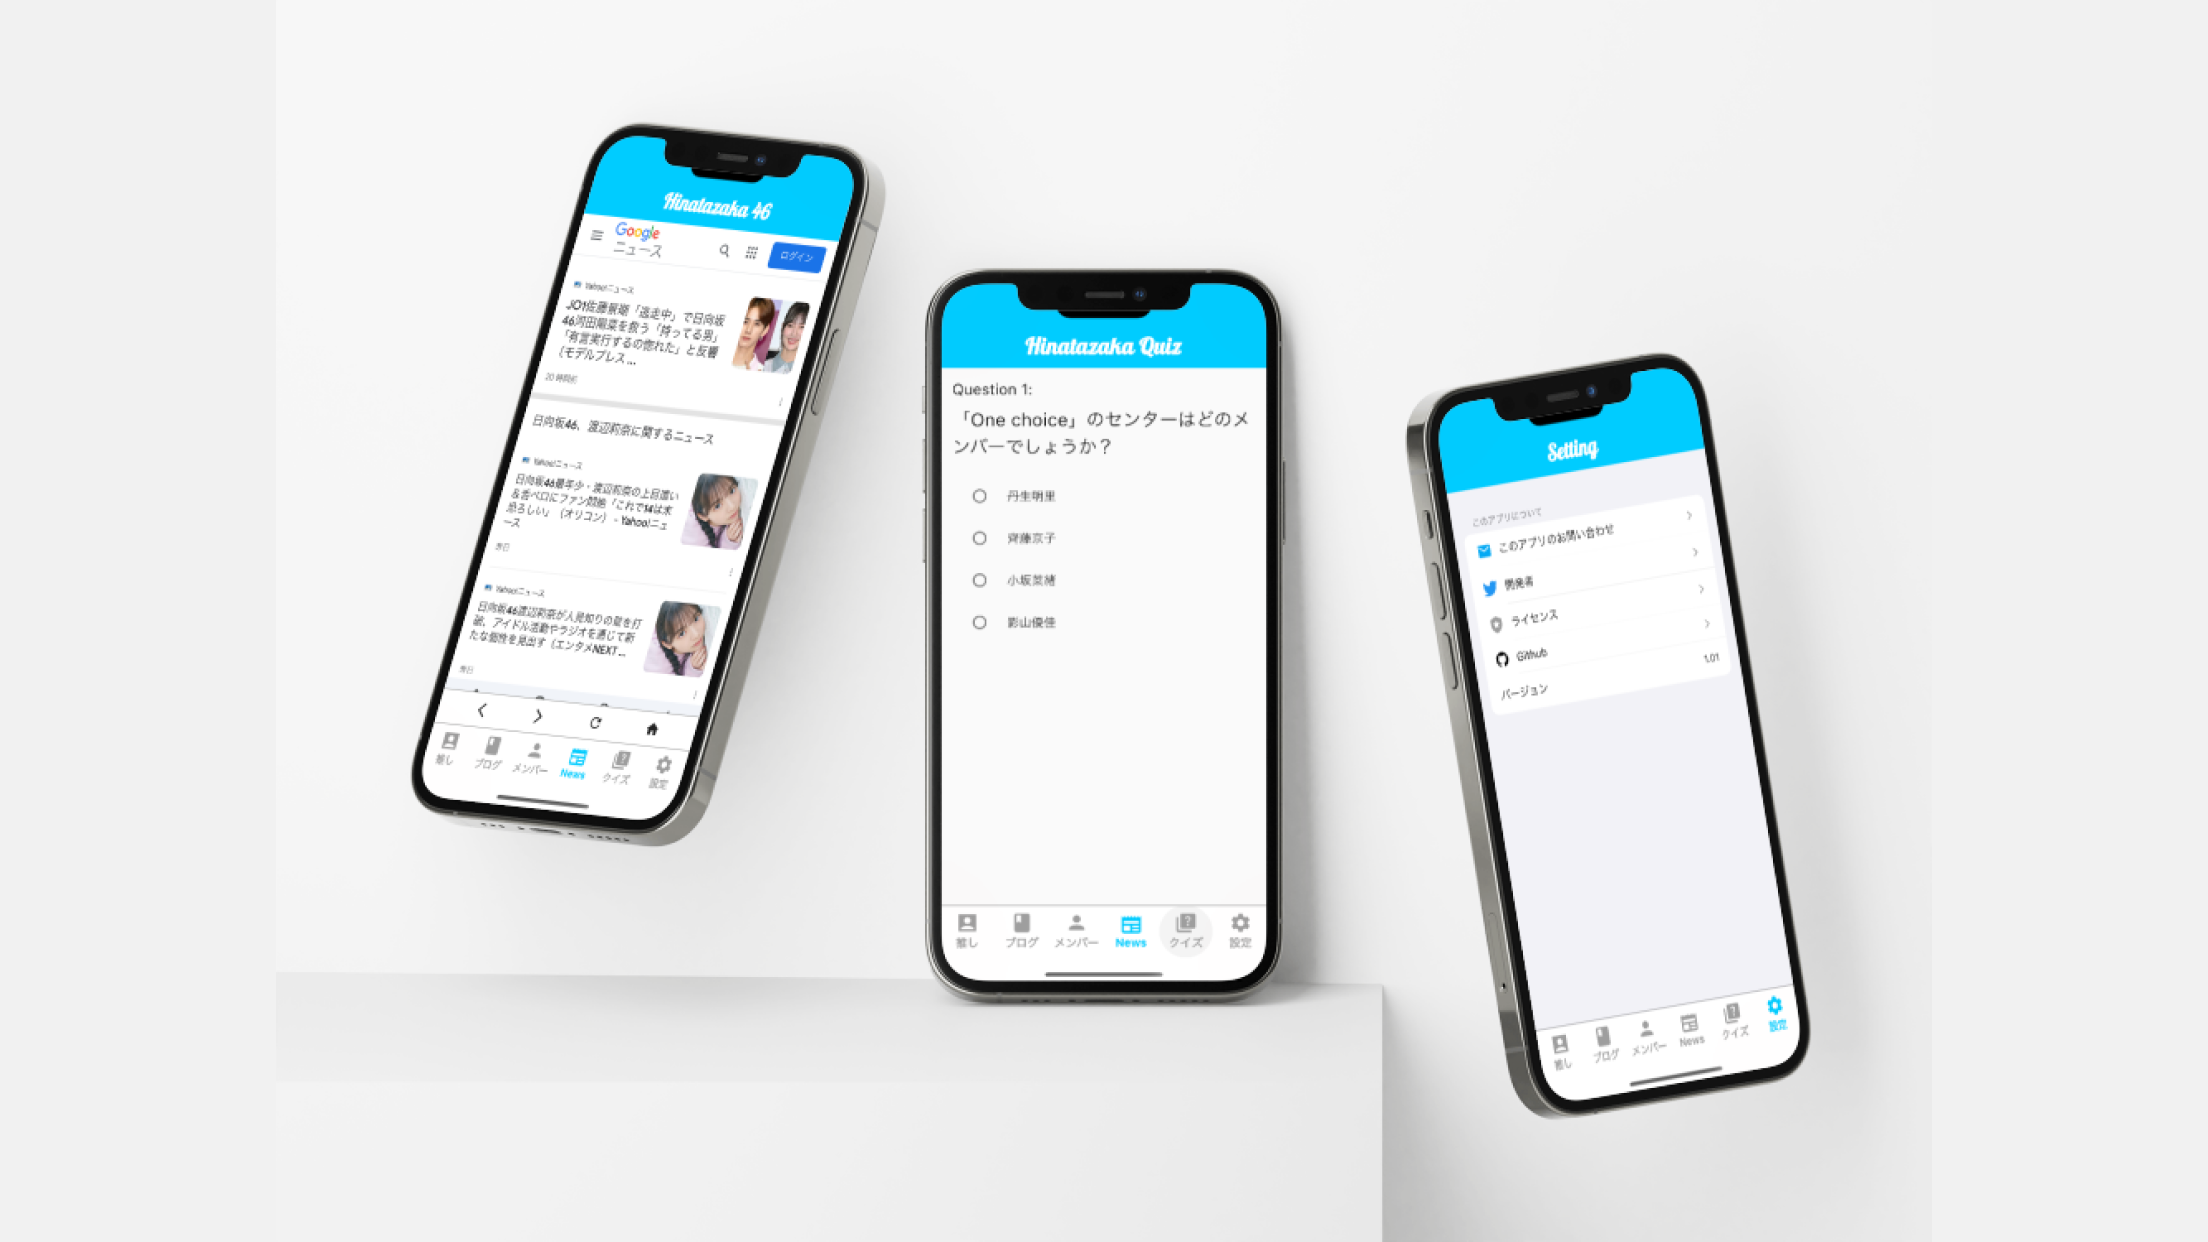 Hinatazaka 46
Google
ニュース
ログイン
Yahoo!ニュース
JO1佐藤景瑚「逃走中」で日向坂
46河田陽菜を救う「持ってる男」
「有言実行するの惚れた」と反響
(モデルプレス ...
20 時間前
日向坂46、渡辺莉奈に関するニュース
Yahoo!ニュース
日向坂46最年少・渡辺莉奈の上目遣い
＆舌ペロにファン悶絶「これで14は末
恐ろしい」（オリコン） - Yahoo!ニュ
ース
昨日
Yahoo!ニュース
日向坂46渡辺莉奈が人見知りの殻を打
破、アイドル活動やラジオを通じて新
たな個性を見出す（エンタメNEXT ...
昨日
推し
ブログ
メンバー
News
クイズ
設定
Hinatazaka Quiz
Question 1:
「One choice」のセンターはどのメ
ンバーでしょうか？
丹生明里
齊藤京子
小坂菜緒
影山優佳
推し
ブログ
メンバー
News
クイズ
設定
Setting
このアプリについて
このアプリのお問い合わせ
開発者
ライセンス
Github
バージョン
1.01
推し
ブログ
メンバー
News
クイズ
設定